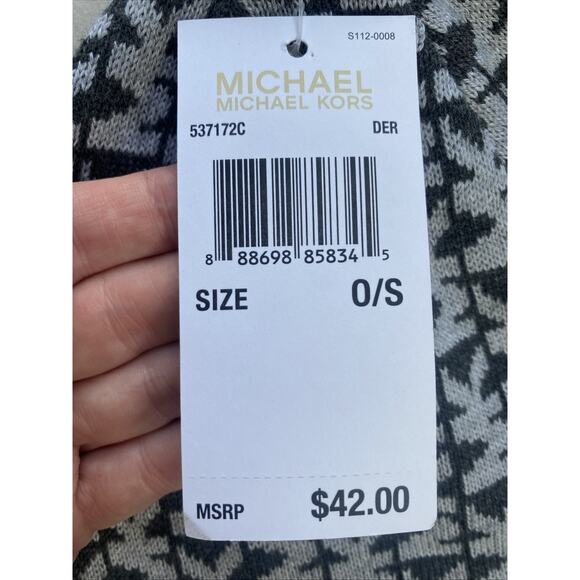 S112-0008
MICHAEL
MICHAEL KORS
537172C DER
8 88698 85834 5
SIZE O/S
MSRP $42.00